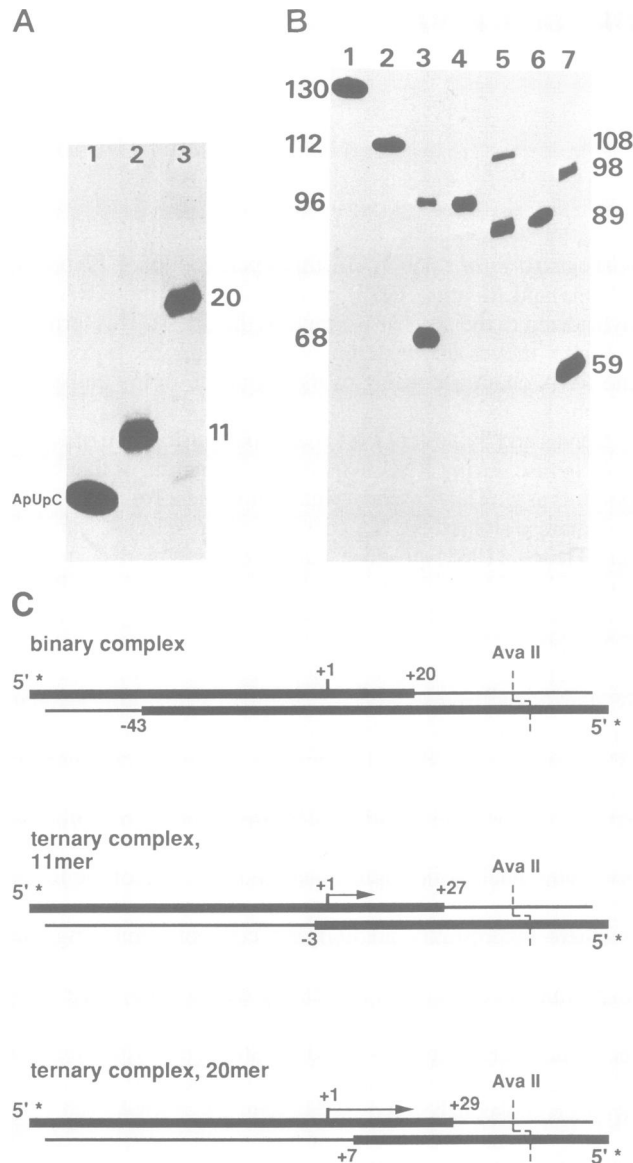 A
1 2 3
20
11
ApUpC
B
1 2 3 4 5 6 7
130
112
96
68
108
98
89
59
C
binary complex
+1
+20
Ava II
5' *
-43
5' *
ternary complex,
11mer
+1
+27
Ava II
5' *
-3
5' *
ternary complex, 20mer
+1
+29
Ava II
5' *
+7
5' *